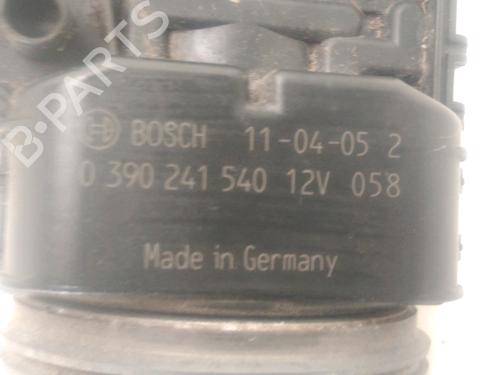 BOSCH 11-04-05 2
0 390 241 540 12V 058
Made in Germany
B-PARTS